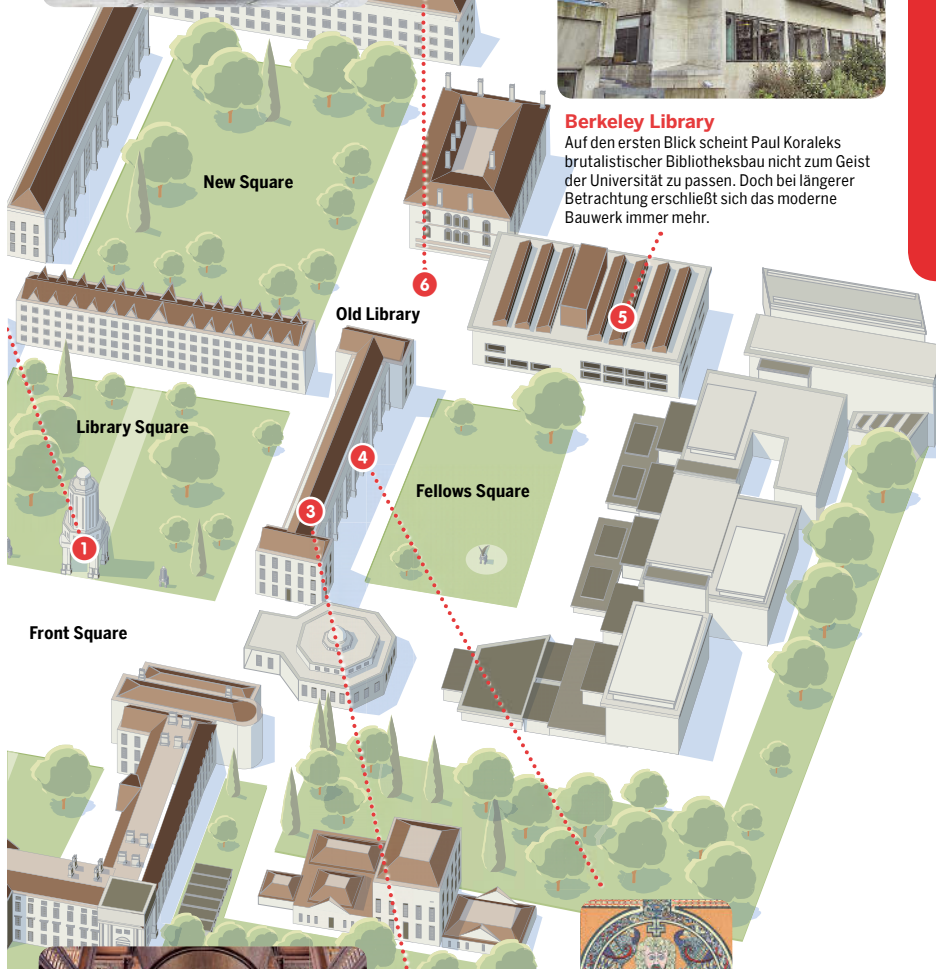 Berkeley Library
Auf den ersten Blick scheint Paul Koraleks
brutalistischer Bibliotheksbau nicht zum Geist
der Universität zu passen. Doch bei längerer
Betrachtung erschließt sich das moderne
Bauwerk immer mehr.
New Square
6
Old Library
5
Library Square
4
Fellows Square
3
1
Front Square